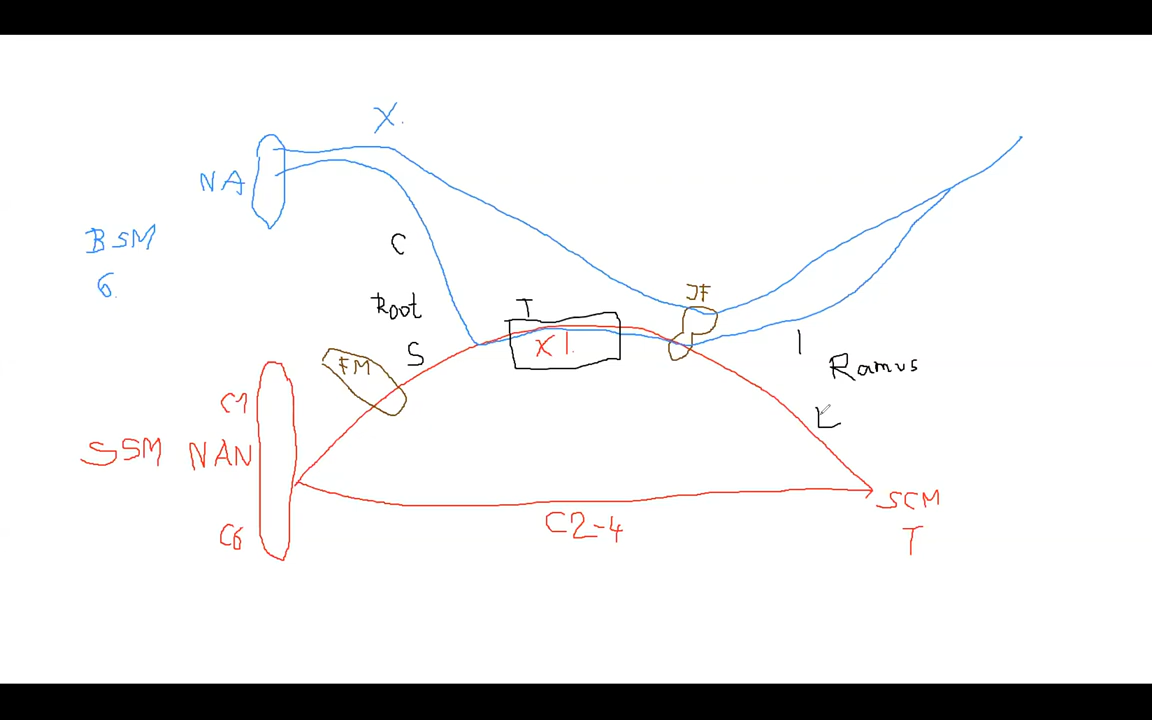 X.
NA
BSM
6.
C
Root
S
T
XI.
JF
I
Ramus
L
FM
C1
SSM NAN
C6
C2-4
SCM
T